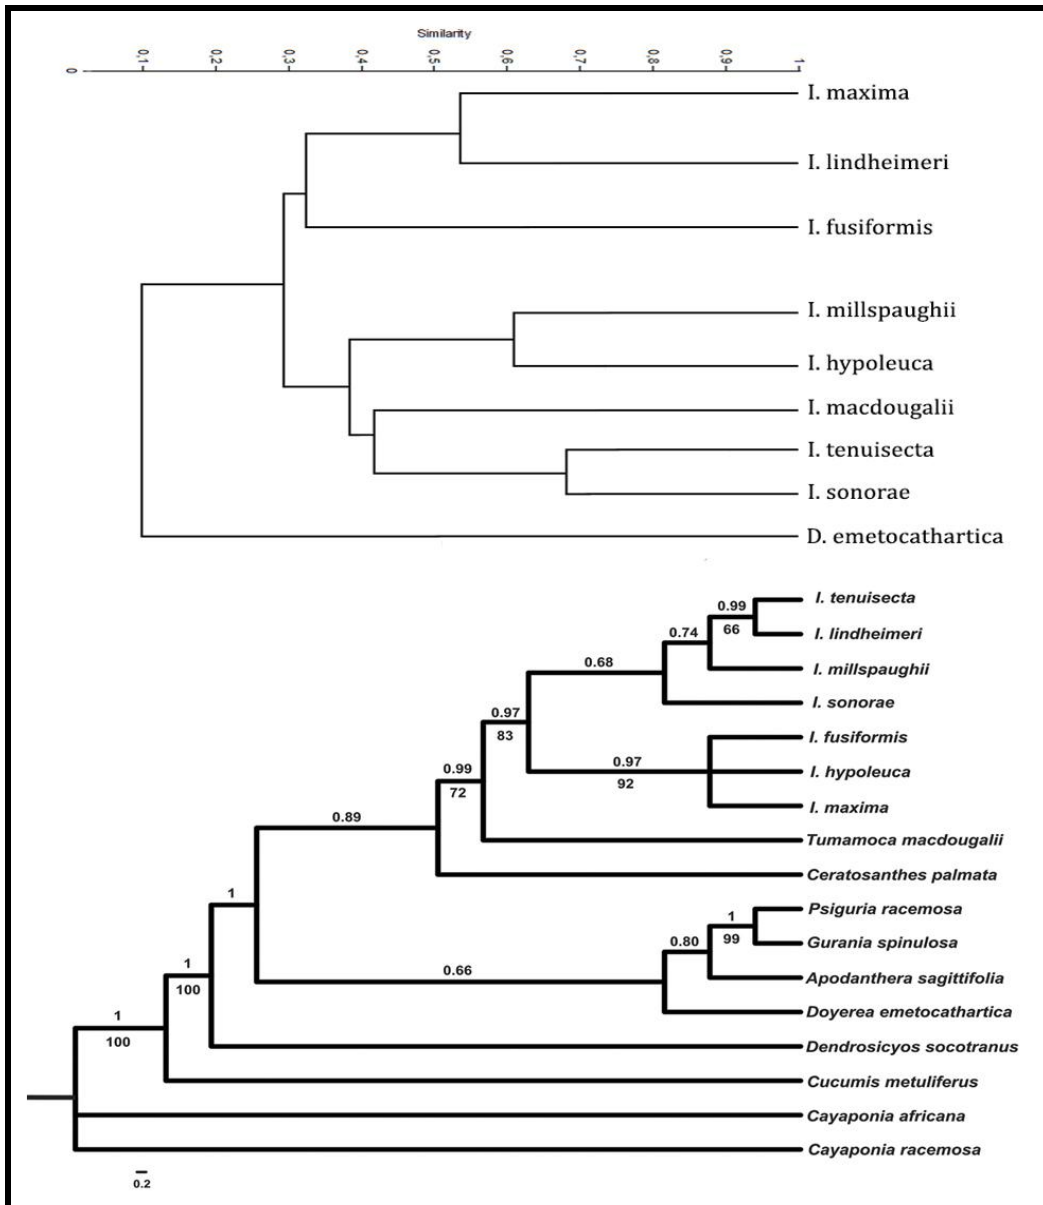 Similarity
0 0,1 0,2 0,3 0,4 0,5 0,6 0,7 0,8 0,9 1
I. maxima
I. lindheimeri
I. fusiformis
I. millspaughii
I. hypoleuca
I. macdougalii
I. tenuisecta
I. sonorae
D. emetocathartica
I. tenuisecta
0.99
66
I. lindheimeri
0.74
0.68
I. millspaughii
I. sonorae
0.97
83
I. fusiformis
0.97
92
I. hypoleuca
0.99
72
I. maxima
0.89
Tumamoca macdougalii
Ceratosanthes palmata
1
Psiguria racemosa
1
99
Gurania spinulosa
0.80
0.66
Apodanthera sagittifolia
1
100
Doyerea emetocathartica
1
100
Dendrosicyos socotranus
Cucumis metuliferus
Cayaponia africana
Cayaponia racemosa
0.2